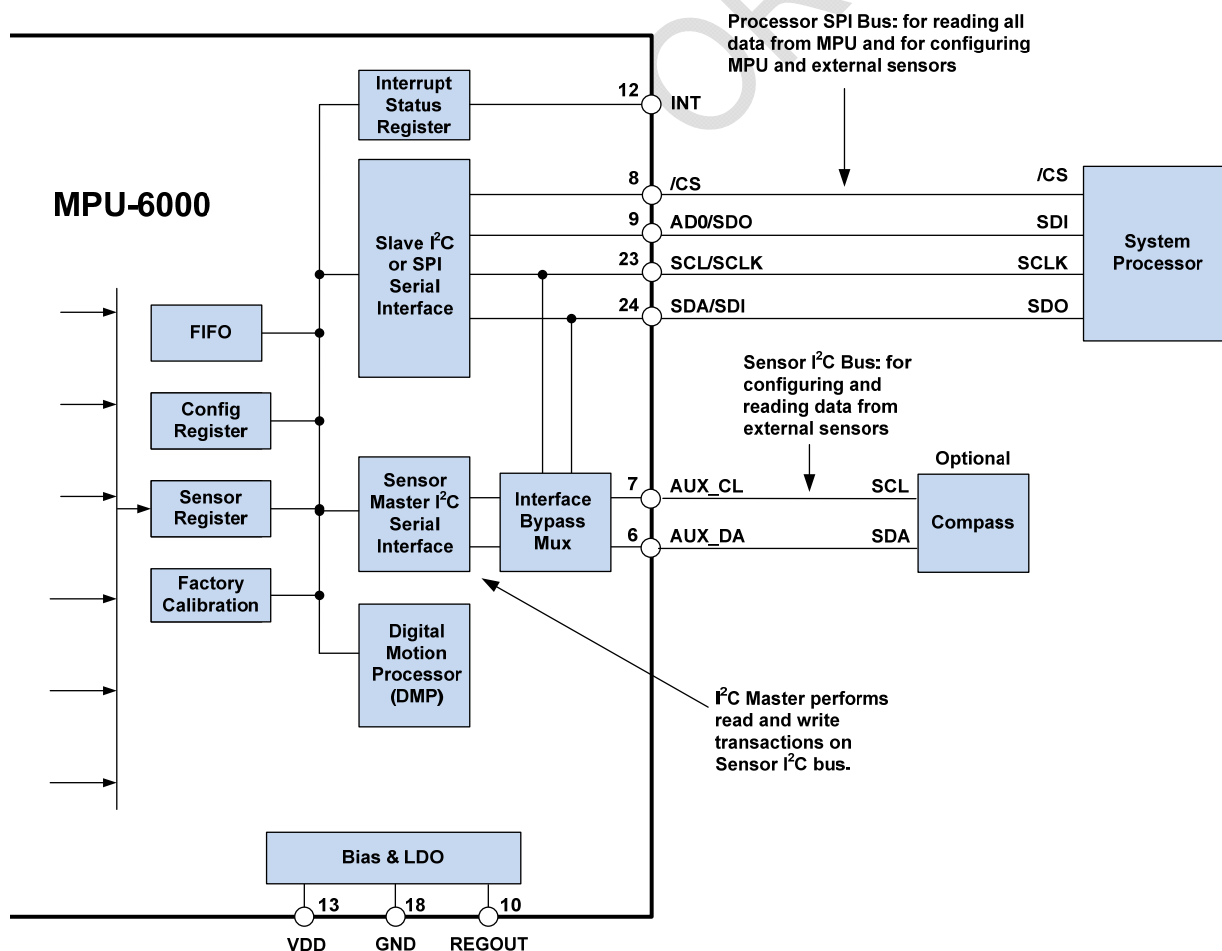 Processor SPI Bus: for reading all
data from MPU and for configuring
MPU and external sensors
MPU-6000
Interrupt
Status
Register
12
INT
Slave I²C
or SPI
Serial
Interface
8
/CS
/CS
9
AD0/SDO
SDI
23
SCL/SCLK
SCLK
24
SDA/SDI
SDO
System
Processor
FIFO
Config
Register
Sensor
Register
Factory
Calibration
Sensor I²C Bus: for
configuring and
reading data from
external sensors
Sensor
Master I²C
Serial
Interface
Interface
Bypass
Mux
7
AUX_CL
SCL
6
AUX_DA
SDA
Optional
Compass
Digital
Motion
Processor
(DMP)
I²C Master performs
read and write
transactions on
Sensor I²C bus.
Bias & LDO
13
18
10
VDD
GND
REGOUT